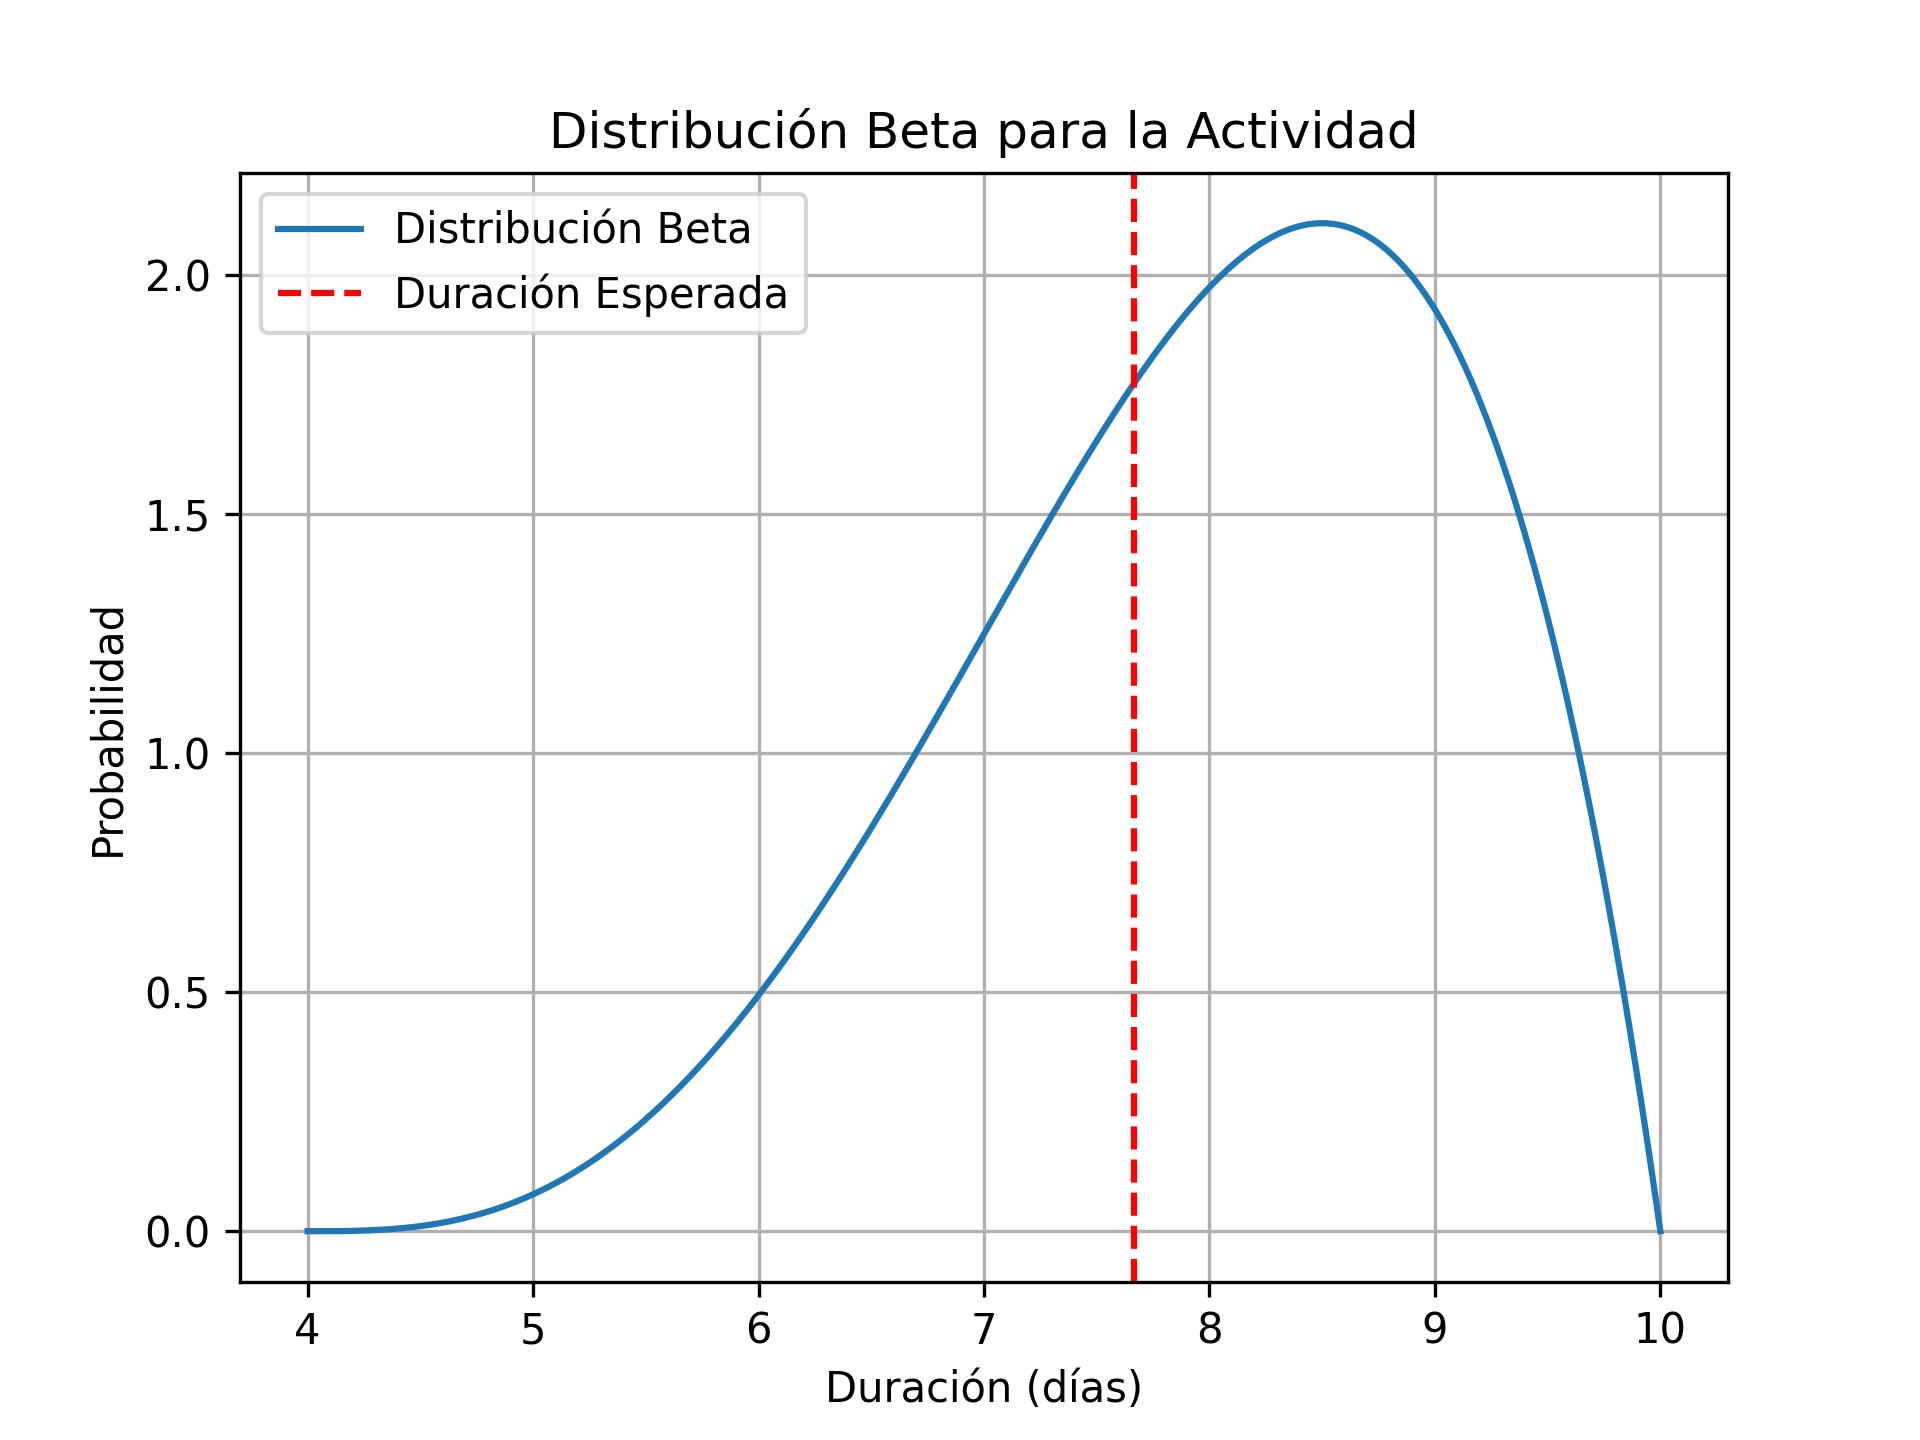 Distribución Beta para la Actividad
Distribución Beta
Duración Esperada
2.0
1.5
1.0
0.5
0.0
Probabilidad
4 5 6 7 8 9 10
Duración (días)